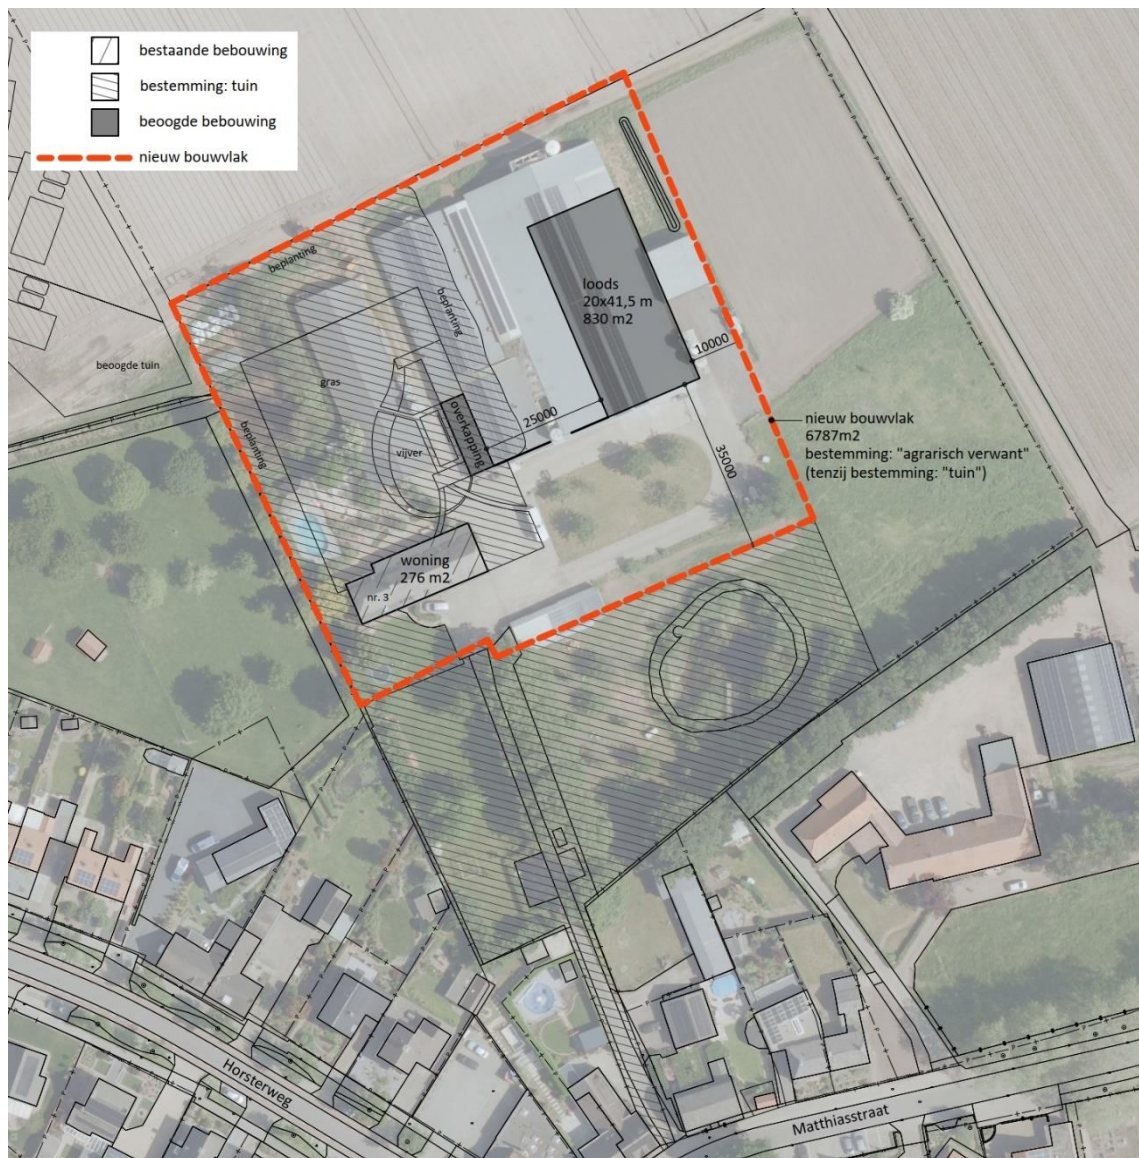 bestaande bebouwing
bestemming: tuin
beoogde bebouwing
nieuw bouwvlak
beplanting
loods
20x41,5 m
830 m2
beplanting
10000
beoogde tuin
gras
overkapping
25000
nieuw bouwvlak
6787m2
bestemming: "agrarisch verwant"
(tenzij bestemming: "tuin")
beplanting
vijver
35000
woning
276 m2
nr. 3
Horsterweg
Matthiasstraat